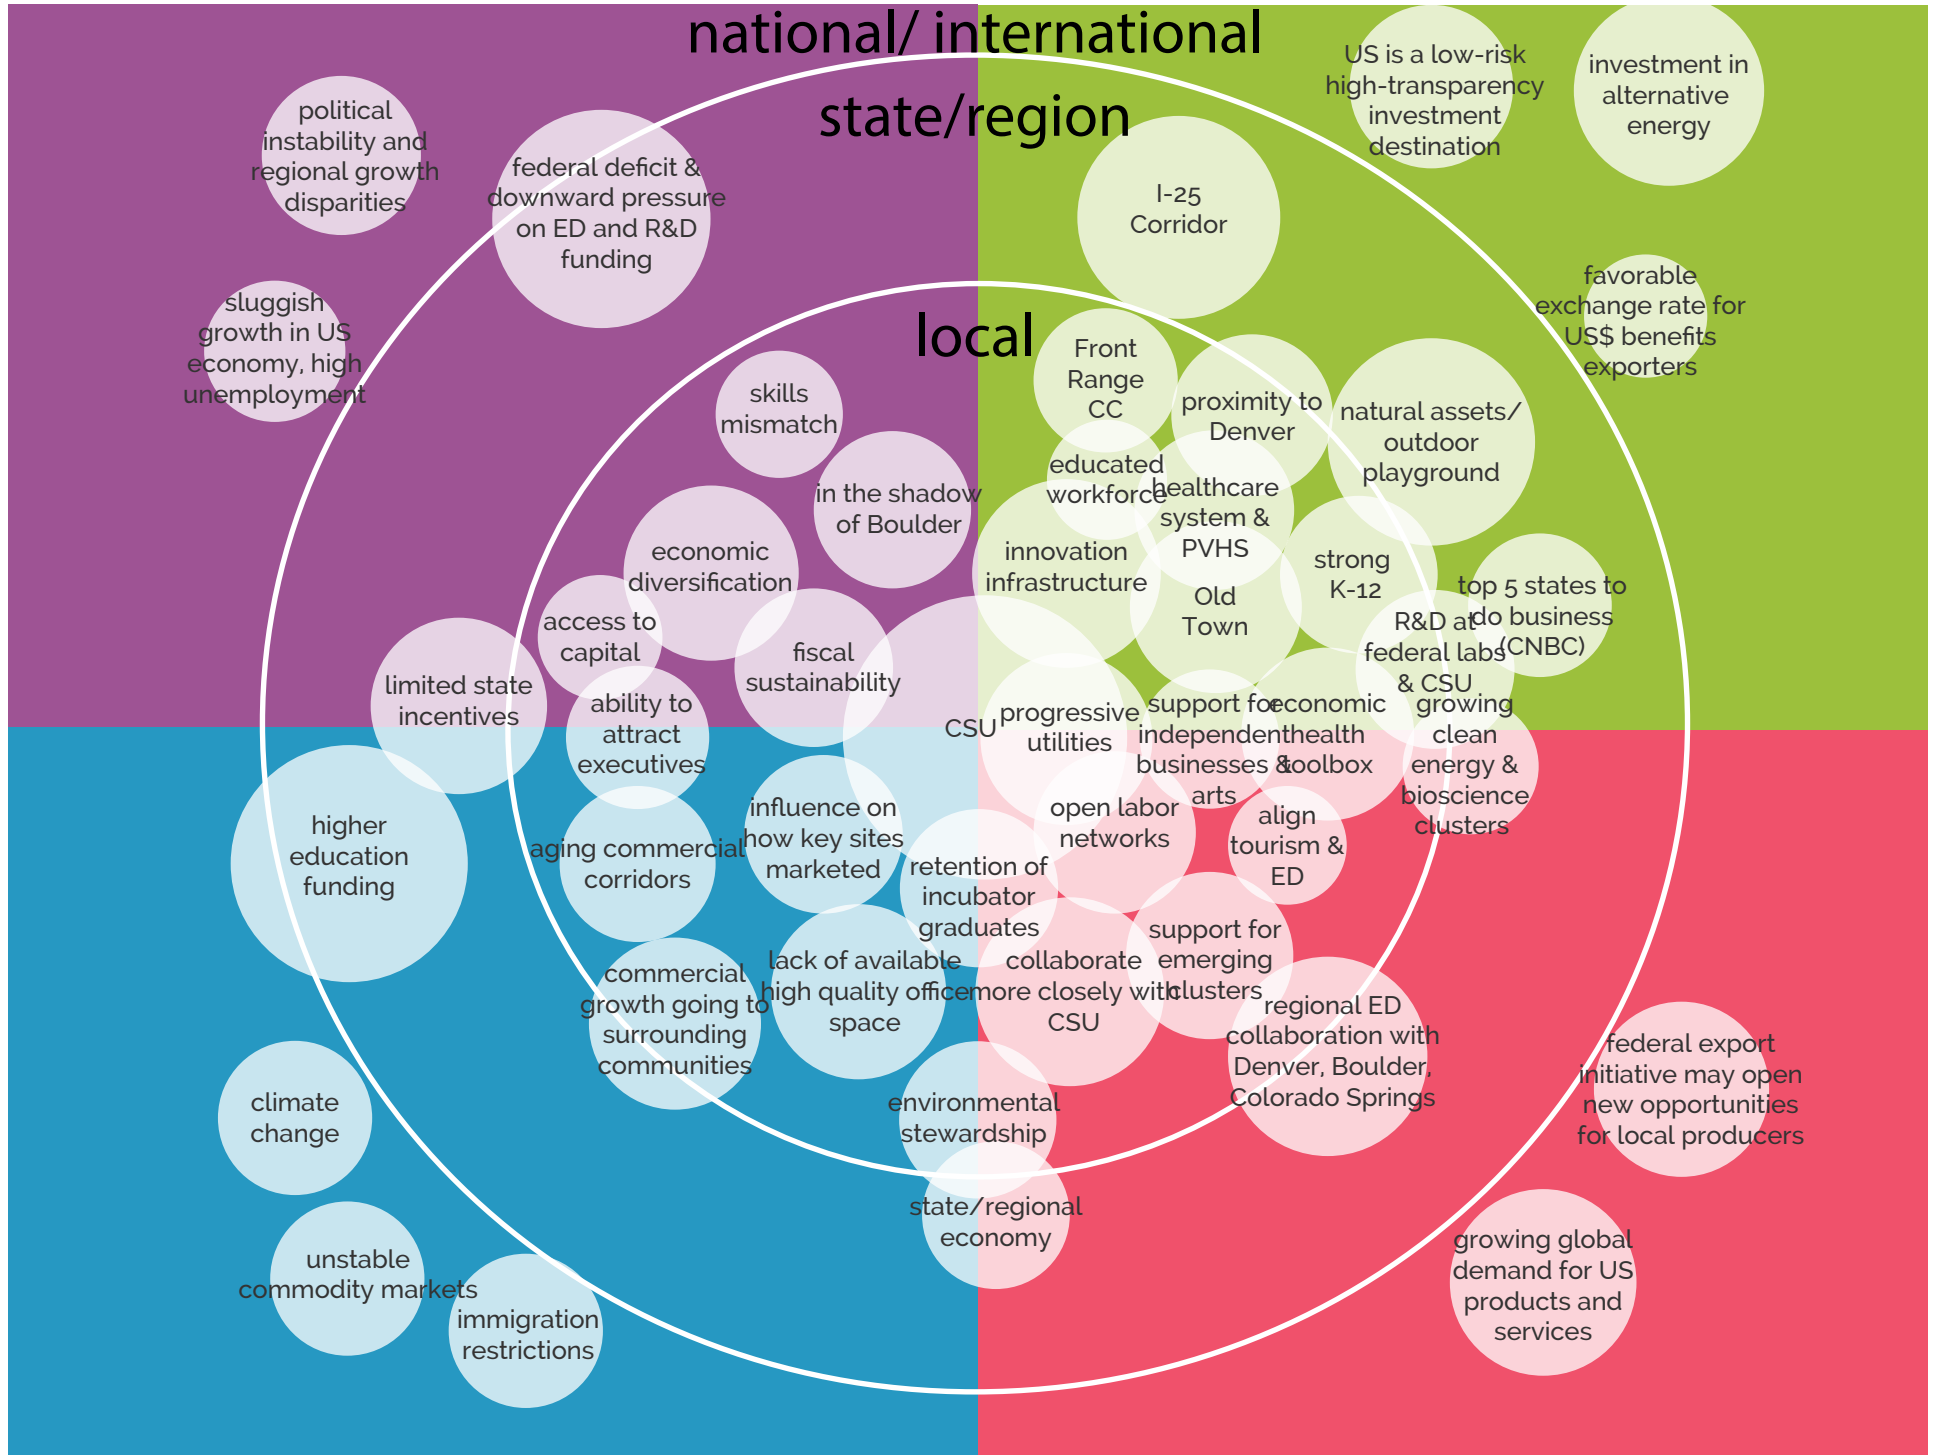 national/ international
state/region
local
political
instability and
regional growth
disparities
federal deficit &
downward pressure
on ED and R&D
funding
sluggish
growth in US
economy, high
unemployment
skills
mismatch
in the shadow
of Boulder
economic
diversification
access to
capital
fiscal
sustainability
limited state
incentives
ability to
attract
executives
US is a low-risk
high-transparency
investment
destination
investment in
alternative
energy
I-25
Corridor
favorable
exchange rate for
US$ benefits
exporters
Front
Range
CC
proximity to
Denver
natural assets/
outdoor
playground
educated
workforce
healthcare
system &
PVHS
innovation
infrastructure
Old
Town
strong
K-12
top 5 states to
do business
(CNBC)
R&D at
federal labs
& CSU
CSU
progressive
utilities
support for
independent
businesses &
arts
economic
health
toolbox
growing
clean
energy &
bioscience
clusters
higher
education
funding
aging commercial
corridors
influence on
how key sites
marketed
retention of
incubator
graduates
commercial
growth going to
surrounding
communities
lack of available
high quality office
space
climate
change
unstable
commodity markets
immigration
restrictions
environmental
stewardship
state/regional
economy
open labor
networks
align
tourism &
ED
support for
emerging
clusters
collaborate
more closely with
CSU
regional ED
collaboration with
Denver, Boulder,
Colorado Springs
federal export
initiative may open
new opportunities
for local producers
growing global
demand for US
products and
services